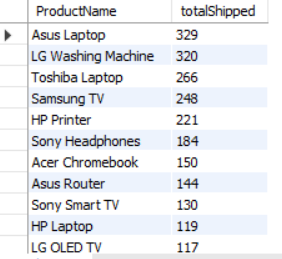 ProductName totalShipped
Asus Laptop 329
LG Washing Machine 320
Toshiba Laptop 266
Samsung TV 248
HP Printer 221
Sony Headphones 184
Acer Chromebook 150
Asus Router 144
Sony Smart TV 130
HP Laptop 119
LG OLED TV 117